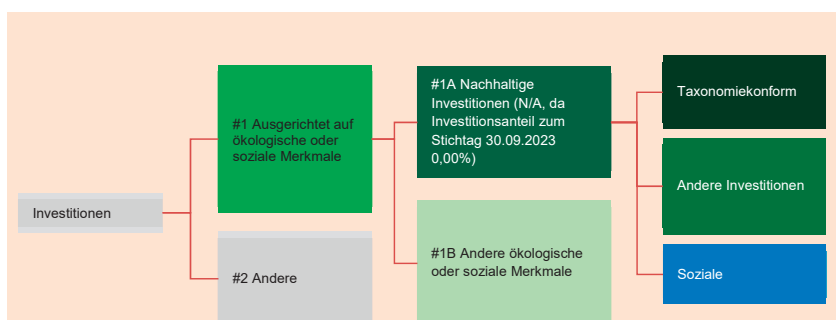 Investitionen
#1 Ausgerichtet auf
ökologische oder
soziale Merkmale
#2 Andere
#1A Nachhaltige
Investitionen (N/A, da
Investitionsanteil zum
Stichtag 30.09.2023
0,00%)
#1B Andere ökologische
oder soziale Merkmale
Taxonomiekonform
Andere Investitionen
Soziale